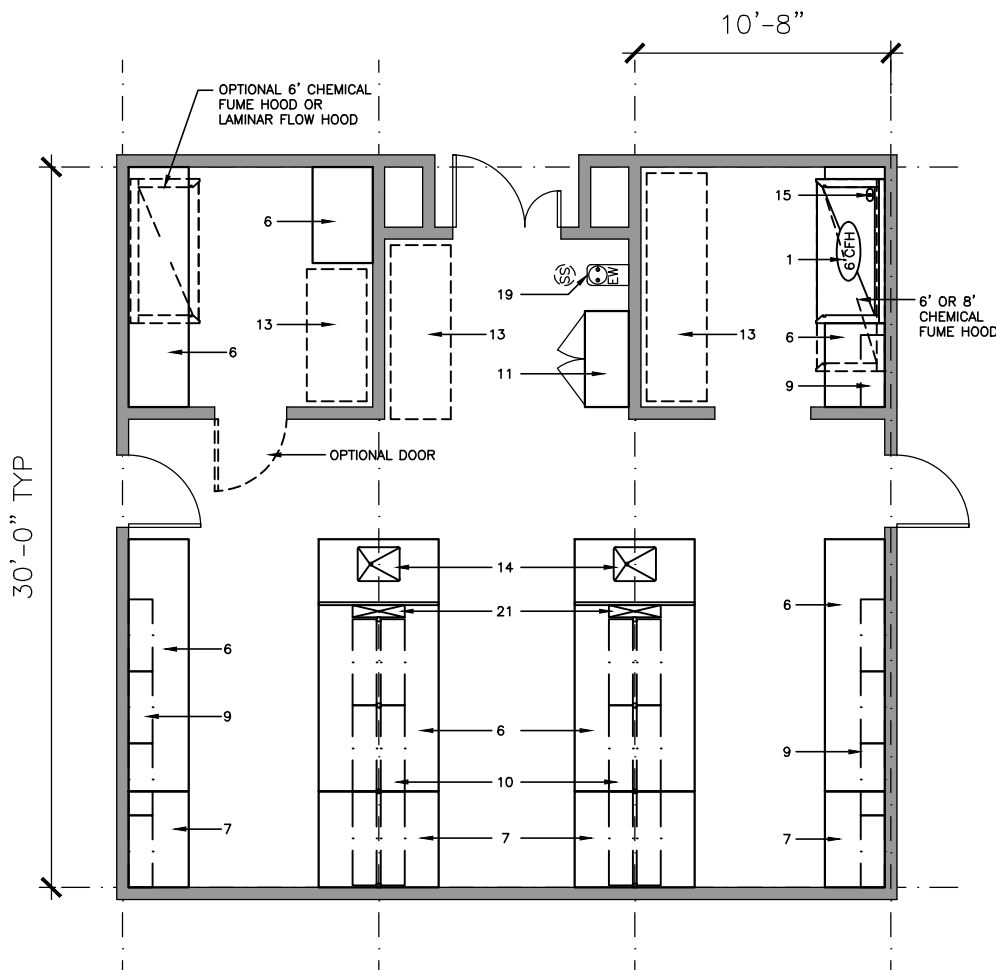 10'-8"
OPTIONAL 6' CHEMICAL
FUME HOOD OR
LAMINAR FLOW HOOD
15
6
1
6'CFH
SS
EW
19
6' OR 8'
CHEMICAL
FUME HOOD
13
13
13
6
6
11
9
OPTIONAL DOOR
30'-0" TYP
14
21
6
6
9
6
9
10
7
7
7